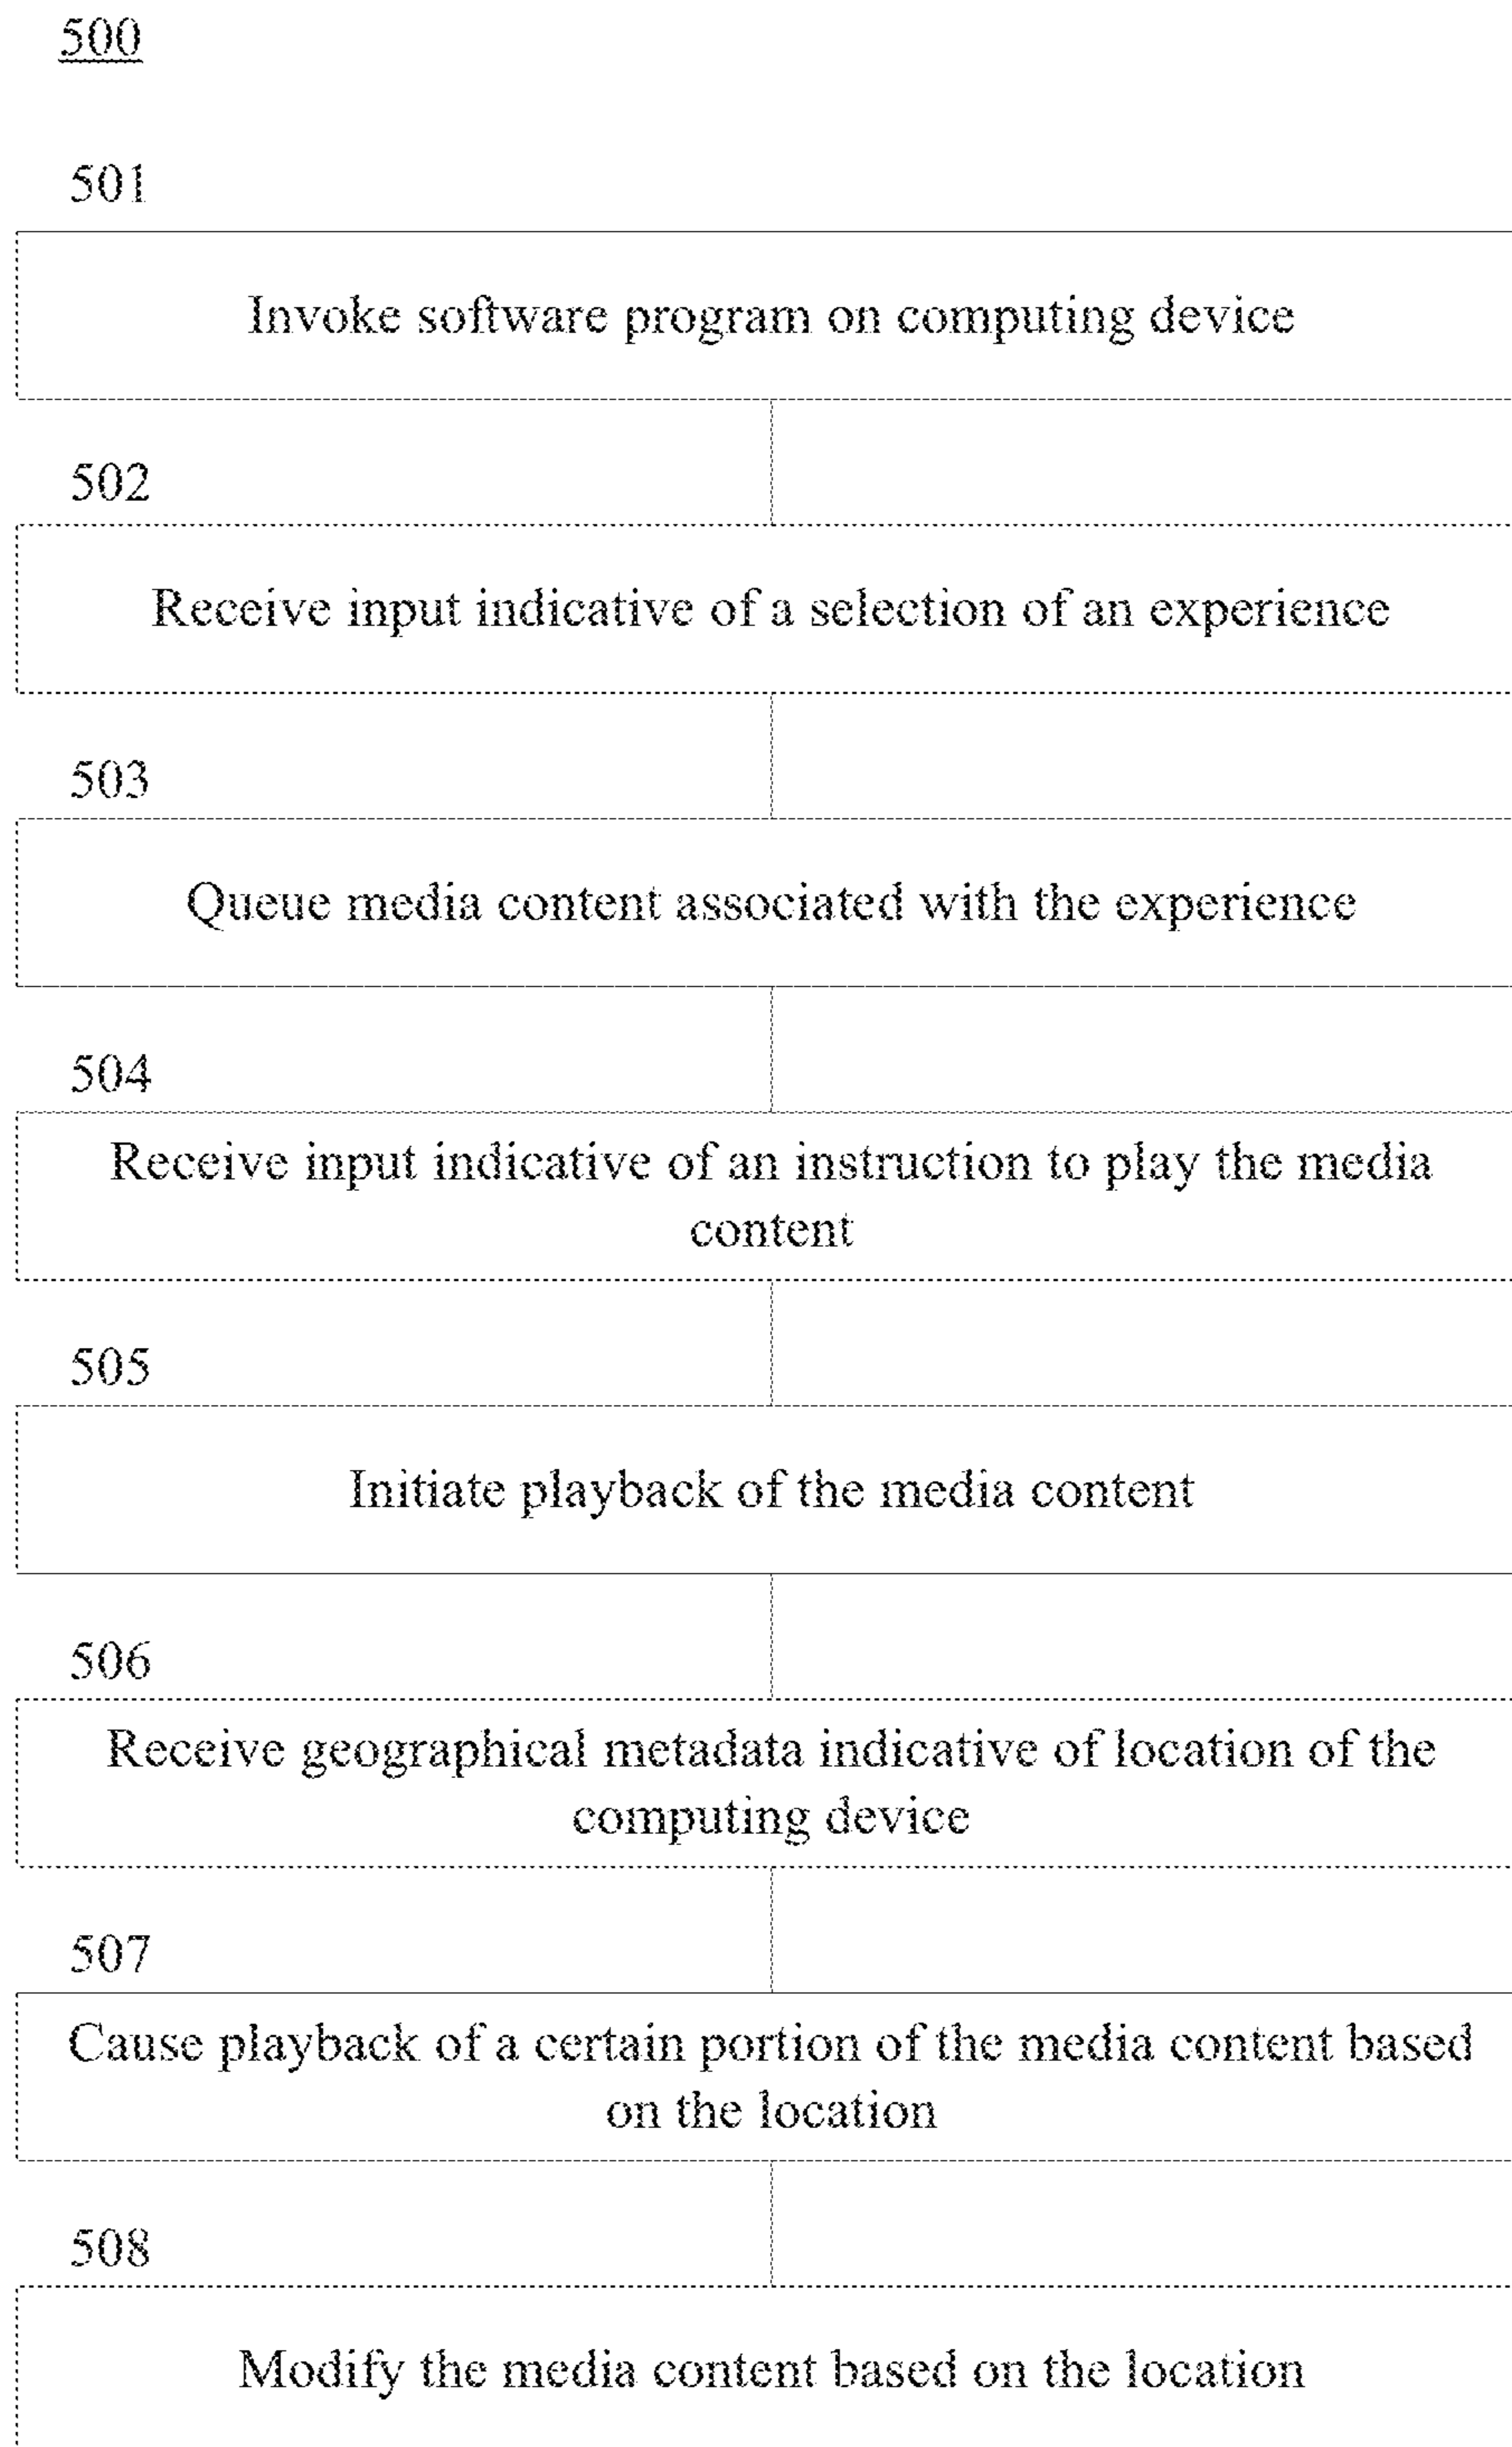 500
501
Invoke software program on computing device
502
Receive input indicative of a selection of an experience
503
Queue media content associated with the experience
504
Receive input indicative of an instruction to play the media
content
505
Initiate playback of the media content
506
Receive geographical metadata indicative of location of the
computing device
507
Cause playback of a certain portion of the media content based
on the location
508
Modify the media content based on the location